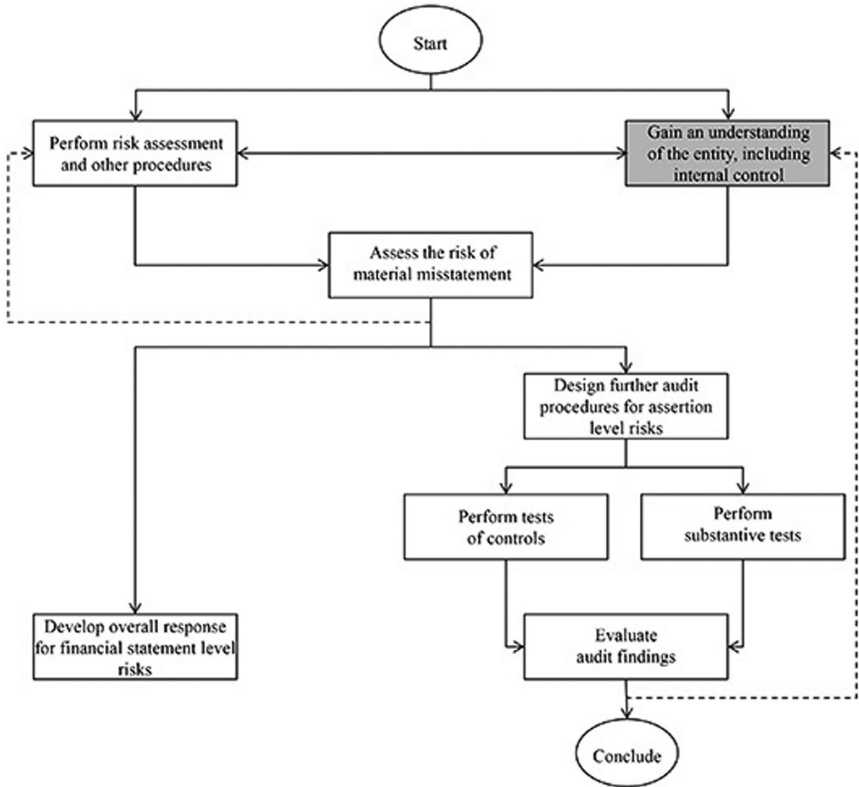 Start
Perform risk assessment
and other procedures
Gain an understanding
of the entity, including
internal control
Assess the risk of
material misstatement
Design further audit
procedures for assertion
level risks
Perform tests
of controls
Perform
substantive tests
Develop overall response
for financial statement level
risks
Evaluate
audit findings
Conclude